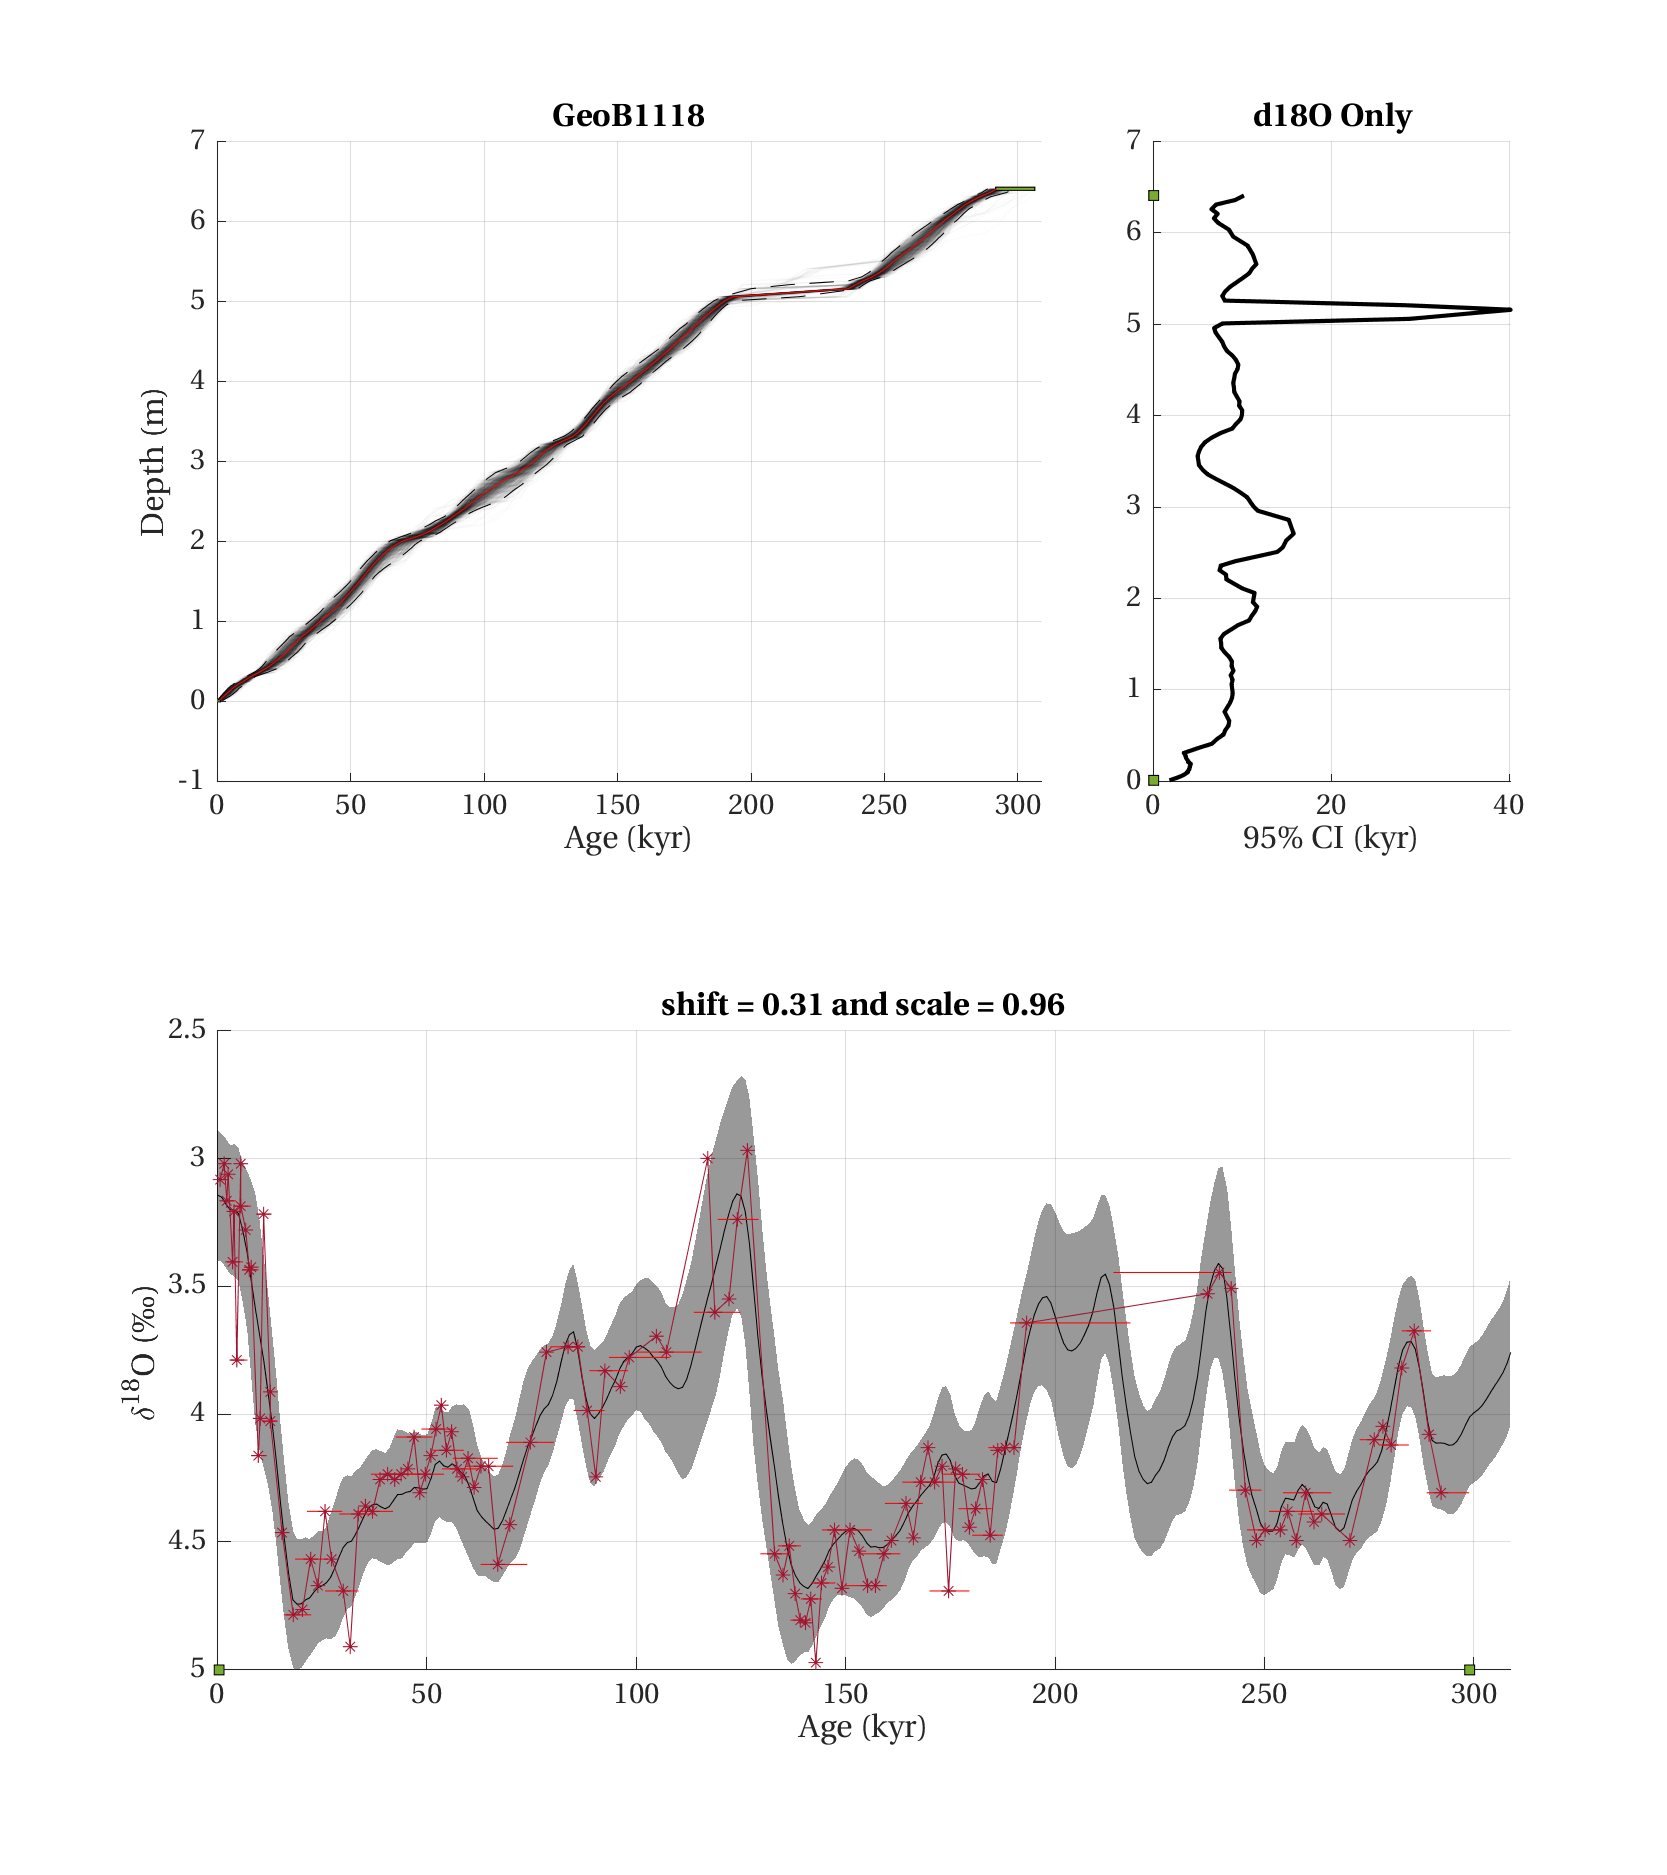 GeoB1118
7
6
5
4
3
2
1
0
-1
Depth (m)
0 50 100 150 200 250 300
Age (kyr)
d18O Only
7
6
5
4
3
2
1
0
0 20 40
95% CI (kyr)
shift = 0.31 and scale = 0.96
2.5
3
3.5
4
4.5
5
δ18O (‰)
0 50 100 150 200 250 300
Age (kyr)